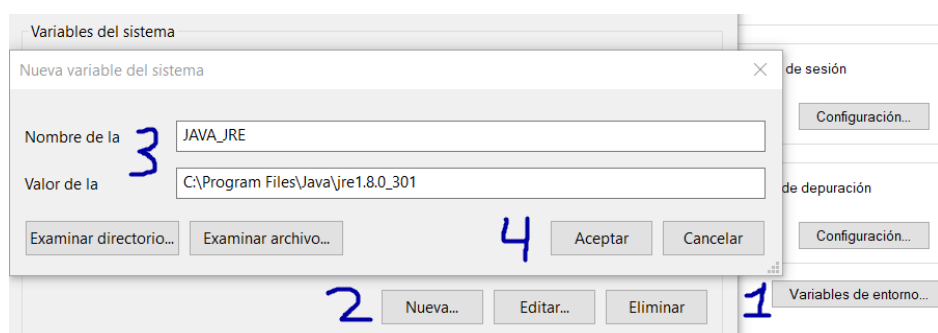 Variables del sistema
Nueva variable del sistema
de sesión
Nombre de la
3
JAVA_JRE
Configuración...
Valor de la
C:\Program Files\Java\jre1.8.0_301
de depuración
Examinar directorio...
Examinar archivo...
4
Aceptar
Cancelar
Configuración...
2
Nueva...
Editar...
Eliminar
1
Variables de entorno...